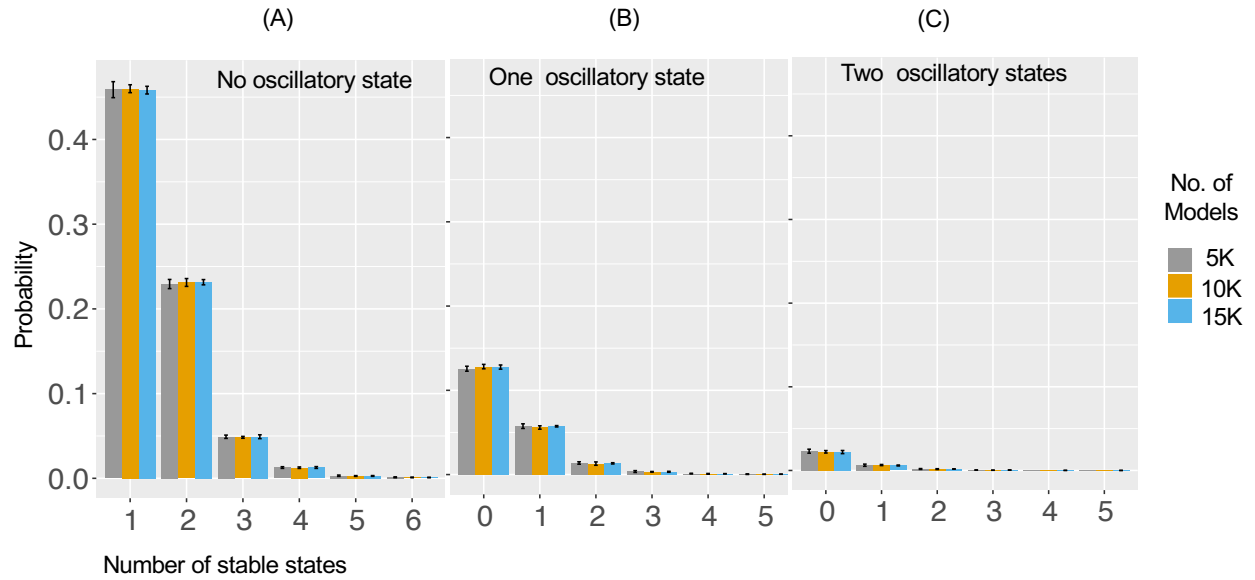 (A)
(B)
(C)
No oscillatory state
One oscillatory state
Two oscillatory states
Probability
0.4
0.3
0.2
0.1
0.0
1 2 3 4 5 6
0 1 2 3 4 5
0 1 2 3 4 5
Number of stable states
No. of
Models
5K
10K
15K